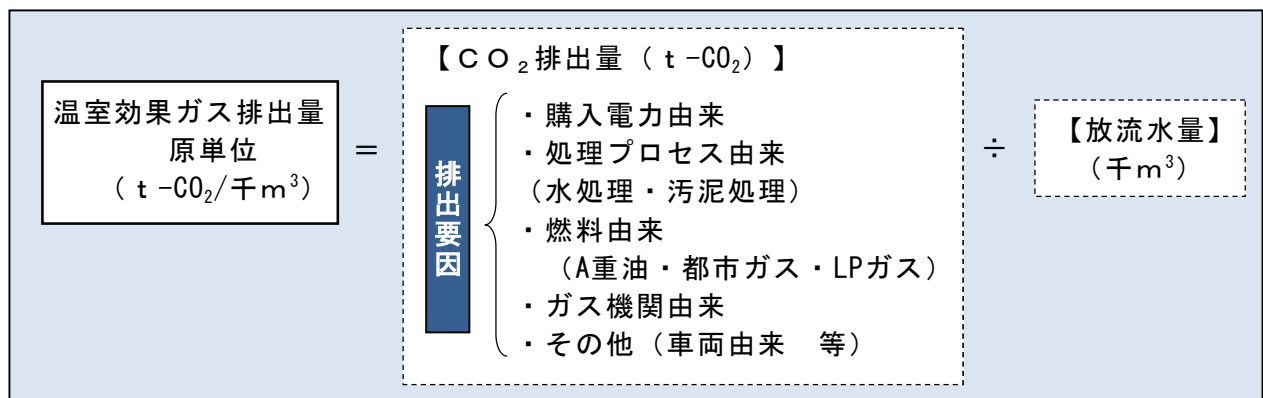 温室効果ガス排出量
原単位
（ｔ-CO₂/千ｍ³）
＝
【ＣＯ₂排出量（ｔ-CO₂）】
排出要因
・購入電力由来
・処理プロセス由来
（水処理・汚泥処理）
・燃料由来
（A重油・都市ガス・LPガス）
・ガス機関由来
・その他（車両由来　等）
÷
【放流水量】
（千ｍ³）